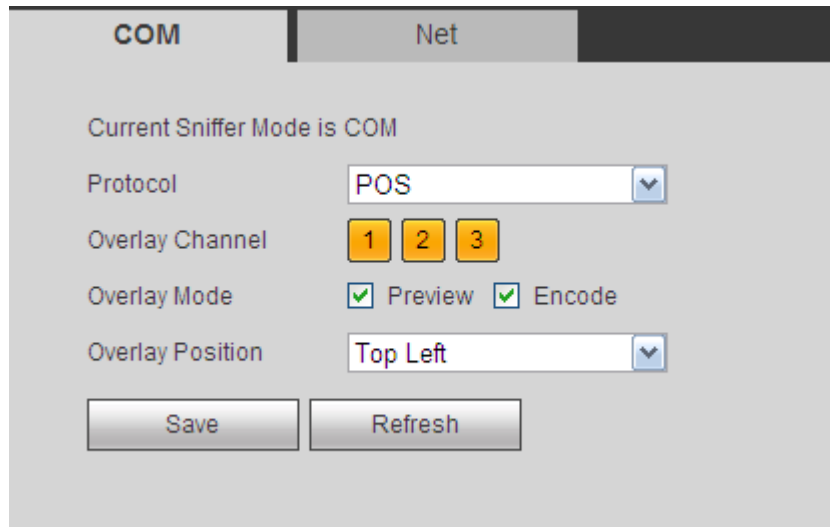 COM Net
Current Sniffer Mode is COM
Protocol POS
Overlay Channel 1 2 3
Overlay Mode Preview Encode
Overlay Position Top Left
Save Refresh